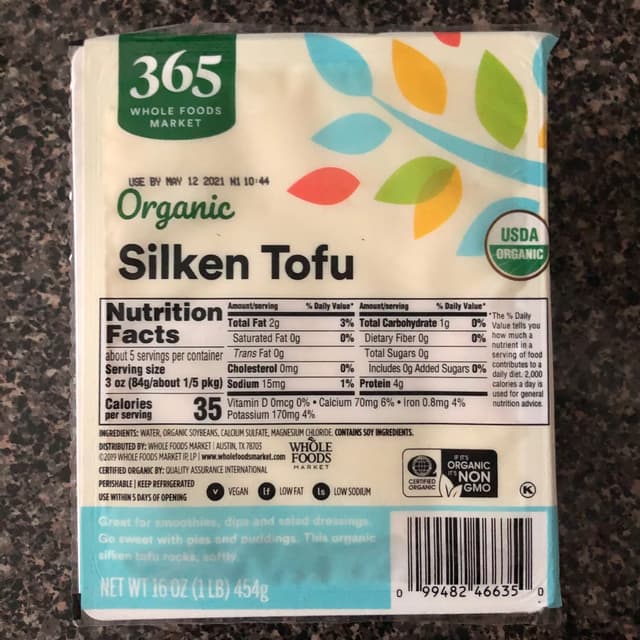 365
WHOLE FOODS
MARKET
USE BY MAY 12 2021 N1 10:44
Organic
Silken Tofu
USDA
ORGANIC
Nutrition
Facts
about 5 servings per container
Serving size
3 oz (84g/about 1/5 pkg)
Calories
per serving
35
Amount/serving % Daily Value*
Total Fat 2g 3%
Saturated Fat 0g 0%
Trans Fat 0g
Cholesterol 0mg 0%
Sodium 15mg 1%
Amount/serving % Daily Value*
Total Carbohydrate 1g 0%
Dietary Fiber 0g 0%
Total Sugars 0g
Includes 0g Added Sugars 0%
Protein 4g
Vitamin D 0mcg 0% • Calcium 70mg 6% • Iron 0.8mg 4%
Potassium 170mg 4%
*The % Daily
Value tells you
how much a
nutrient in a
serving of food
contributes to a
daily diet. 2,000
calories a day is
used for general
nutrition advice.
INGREDIENTS: WATER, ORGANIC SOYBEANS, CALCIUM SULFATE, MAGNESIUM CHLORIDE. CONTAINS SOY INGREDIENTS.
DISTRIBUTED BY: WHOLE FOODS MARKET | AUSTIN, TX 78703
©2019 WHOLE FOODS MARKET IP, LP | www.wholefoodsmarket.com
CERTIFIED ORGANIC BY: QUALITY ASSURANCE INTERNATIONAL
WHOLE
FOODS
MARKET
PERISHABLE | KEEP REFRIGERATED
USE WITHIN 5 DAYS OF OPENING
V VEGAN lf LOW FAT ls LOW SODIUM
CERTIFIED
ORGANIC
IF IT'S
ORGANIC
IT'S NON
GMO
K
Great for smoothies, dips and salad dressings.
Go sweet with pies and puddings. This organic
silken tofu rocks, softly.
NET WT 16 OZ (1 LB) 454g
0 99482 46635 0